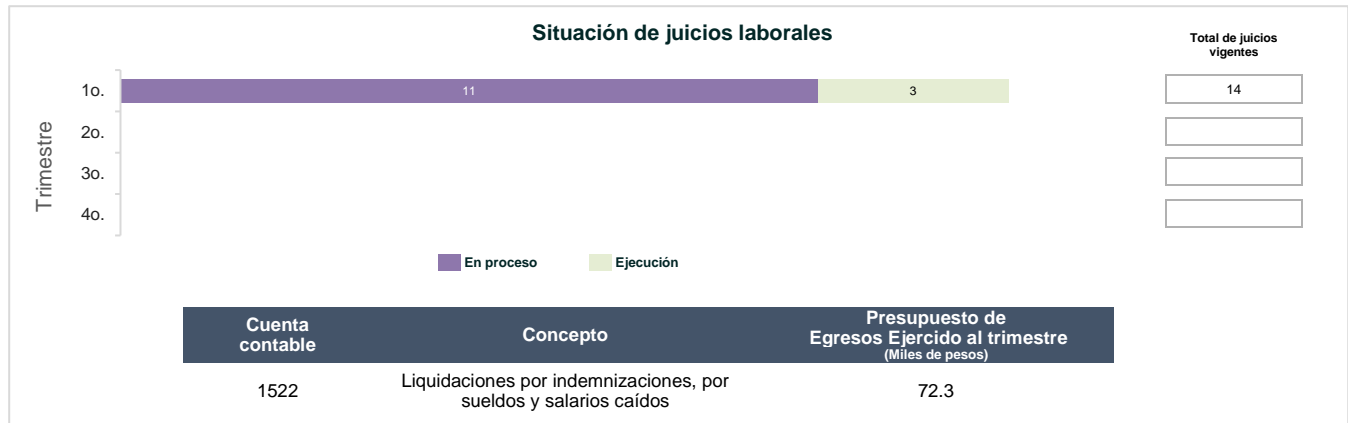 Situación de juicios laborales
Total de juicios
vigentes
Trimestre
1o.
11
3
14
2o.
3o.
4o.
En proceso
Ejecución
Cuenta
contable
Concepto
Presupuesto de
Egresos Ejercido al trimestre
(Miles de pesos)
1522
Liquidaciones por indemnizaciones, por
sueldos y salarios caídos
72.3